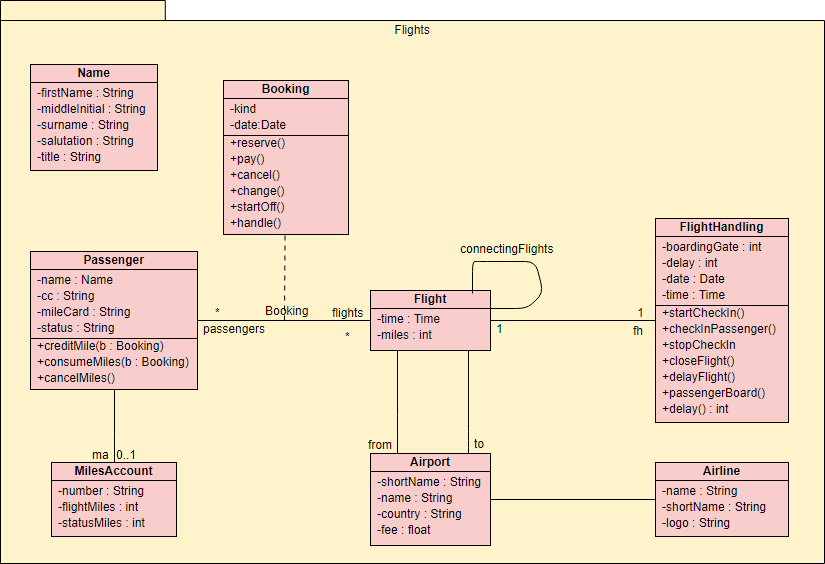 Flights
Name
-firstName : String
-middleInitial : String
-surname : String
-salutation : String
-title : String
Booking
-kind
-date:Date
+reserve()
+pay()
+cancel()
+change()
+startOff()
+handle()
Passenger
-name : Name
-cc : String
-mileCard : String
-status : String
+creditMile(b : Booking)
+consumeMiles(b : Booking)
+cancelMiles()
*
passengers
Booking
flights
*
connectingFlights
Flight
-time : Time
-miles : int
1
1
fh
FlightHandling
-boardingGate : int
-delay : int
-date : Date
-time : Time
+startCheckIn()
+checkInPassenger()
+stopCheckIn
+closeFlight()
+delayFlight()
+passengerBoard()
+delay() : int
ma 0..1
MilesAccount
-number : String
-flightMiles : int
-statusMiles : int
from
to
Airport
-shortName : String
-name : String
-country : String
-fee : float
Airline
-name : String
-shortName : String
-logo : String